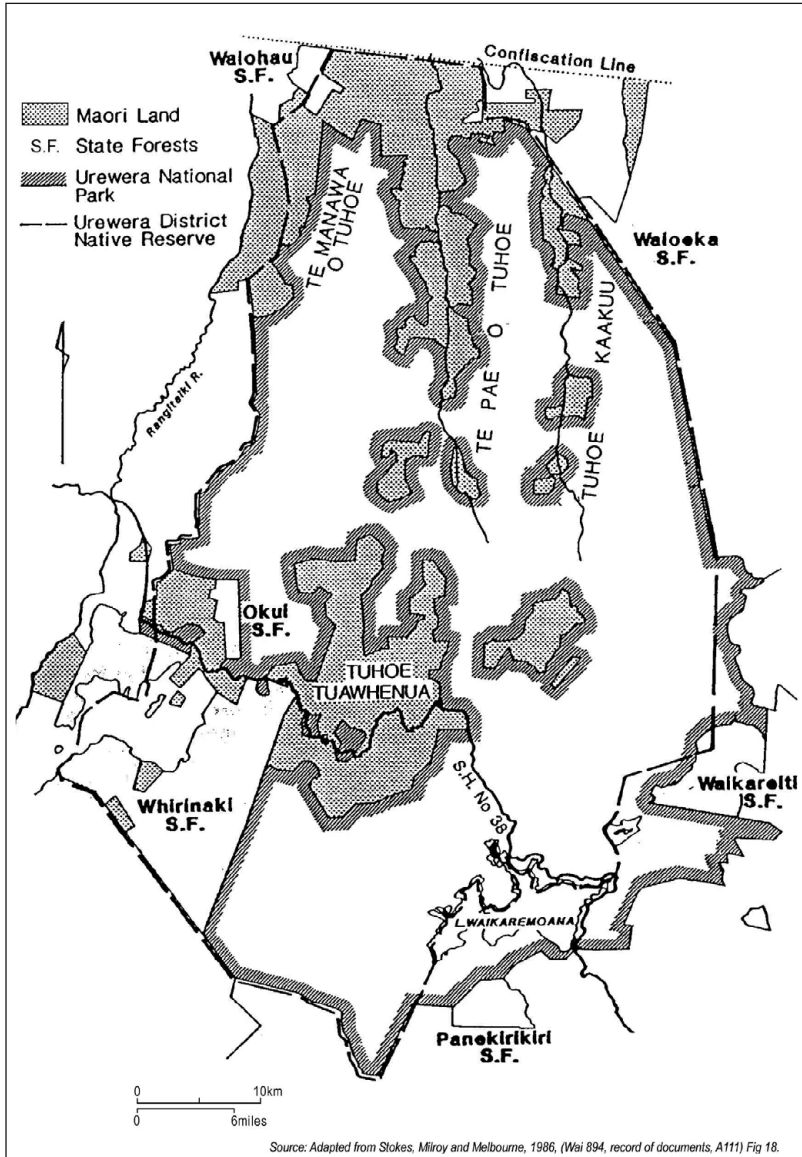 Waiohau
S.F.
Confiscation Line
Maori Land
S.F. State Forests
Urewera National
Park
Urewera District
Native Reserve
TE MANAWA
O TUHOE
Waioeka
S.F.
TE PAE O TUHOE
TUHOE KAAKUU
Rangitaiki R.
Okui
S.F.
TUHOE
TUAWHENUA
S.H. No 38
Waikareiti
S.F.
Whirinaki
S.F.
L.WAIKAREMOANA
Panekirikiri
S.F.
0 10km
0 6miles
Source: Adapted from Stokes, Milroy and Melbourne, 1986, (Wai 894, record of documents, A111) Fig 18.